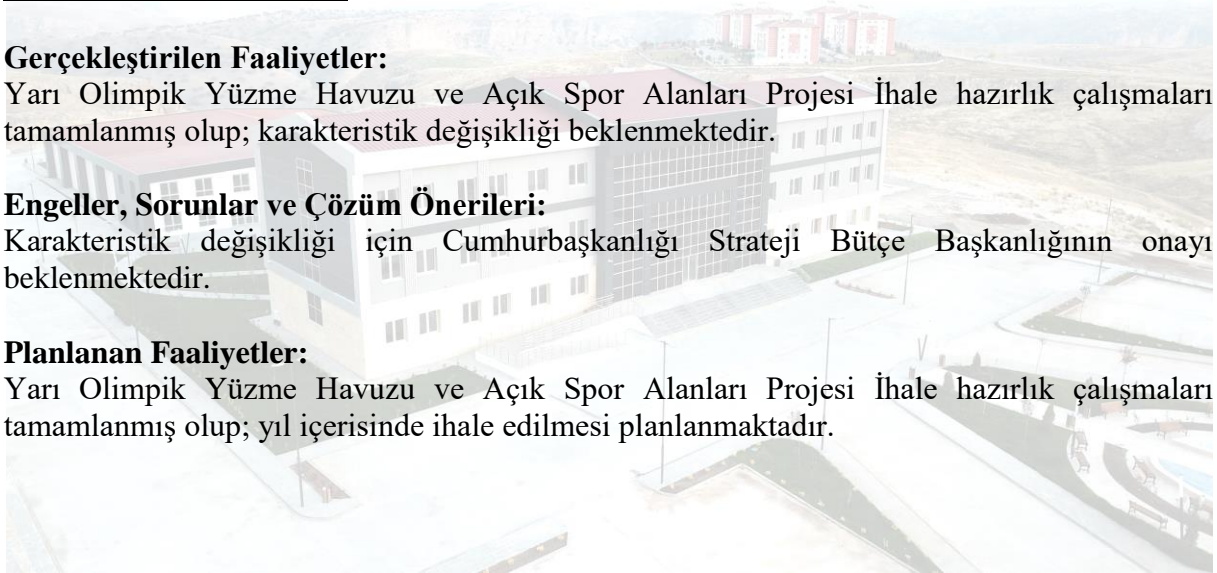 Gerçekleştirilen Faaliyetler:
Yarı Olimpik Yüzme Havuzu ve Açık Spor Alanları Projesi İhale hazırlık çalışmaları
tamamlanmış olup; karakteristik değişikliği beklenmektedir.
Engeller, Sorunlar ve Çözüm Önerileri:
Karakteristik değişikliği için Cumhurbaşkanlığı Strateji Bütçe Başkanlığının onayı
beklenmektedir.
Planlanan Faaliyetler:
Yarı Olimpik Yüzme Havuzu ve Açık Spor Alanları Projesi İhale hazırlık çalışmaları
tamamlanmış olup; yıl içerisinde ihale edilmesi planlanmaktadır.